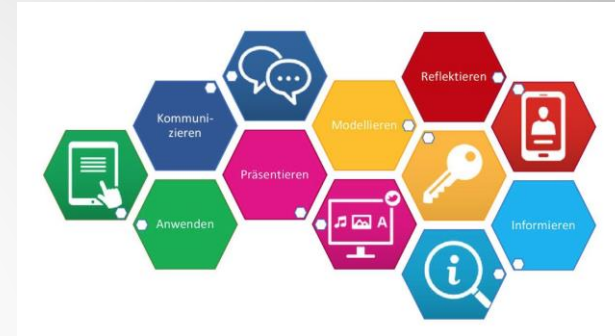 Reflektieren
Kommuni-
zieren
Modellieren
Präsentieren
A
Anwenden
Informieren
i